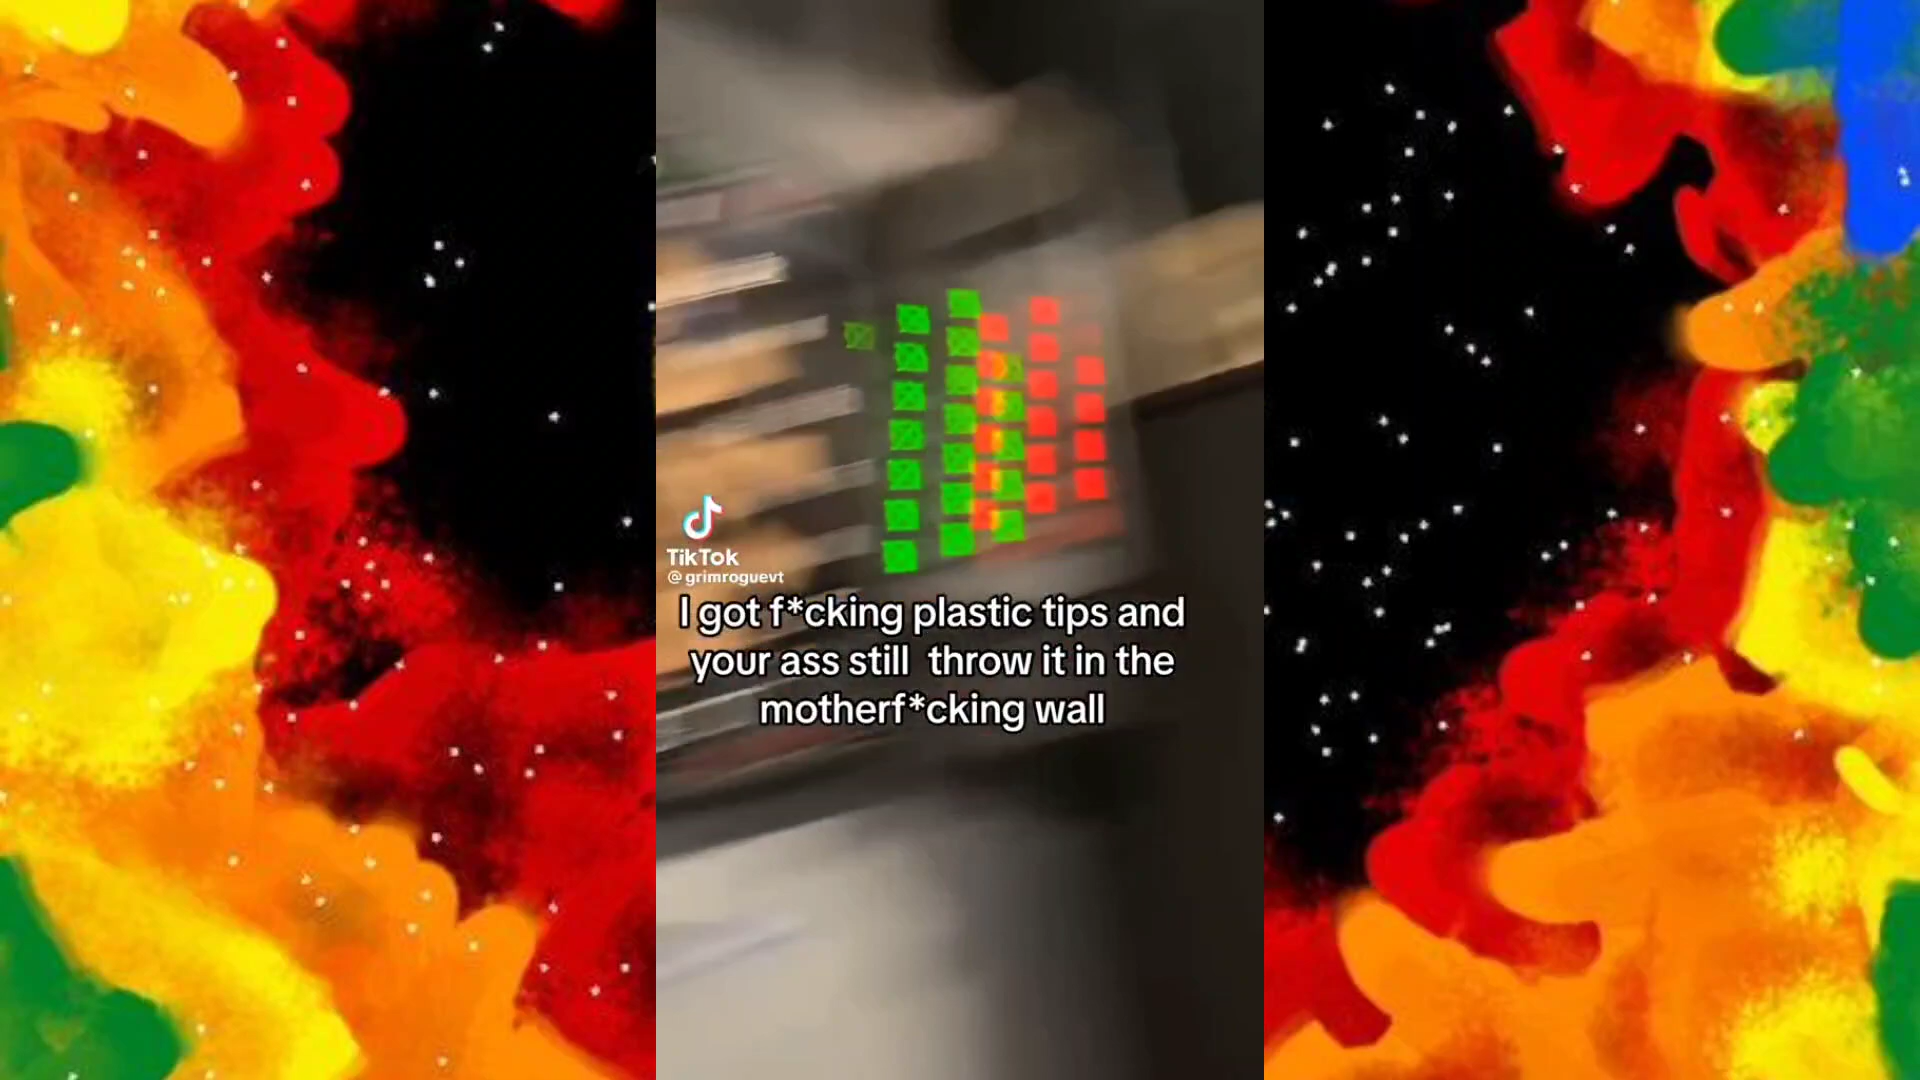 TikTok
@grimroguevt
I got f*cking plastic tips and
your ass still  throw it in the
motherf*cking wall